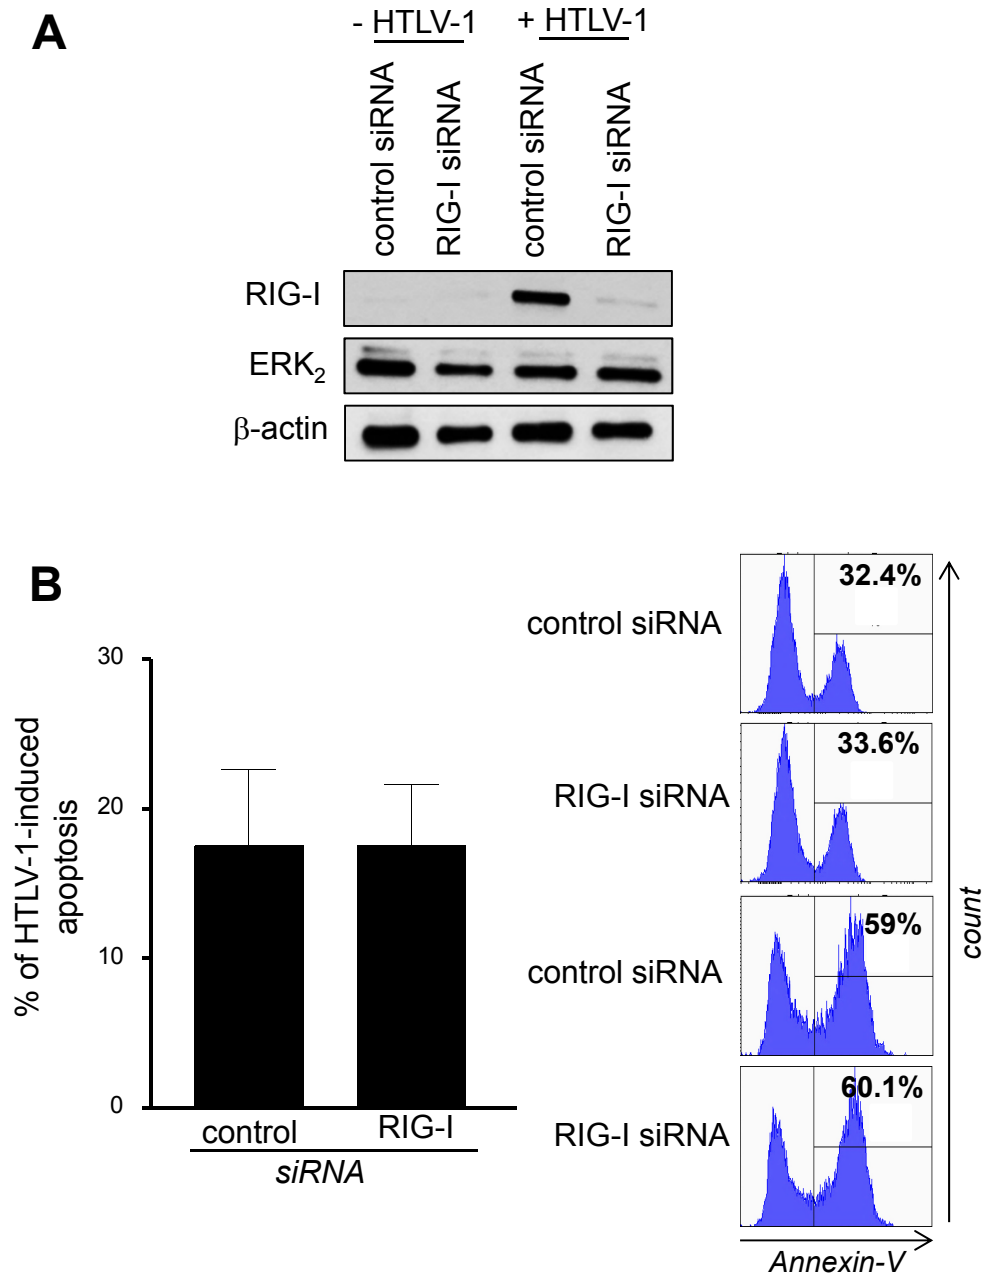 A
- HTLV-1
+ HTLV-1
control siRNA
RIG-I siRNA
control siRNA
RIG-I siRNA
RIG-I
ERK2
β-actin
B
% of HTLV-1-induced
apoptosis
30
20
10
0
control
RIG-I
siRNA
control siRNA
32.4%
RIG-I siRNA
33.6%
control siRNA
59%
RIG-I siRNA
60.1%
count
Annexin-V